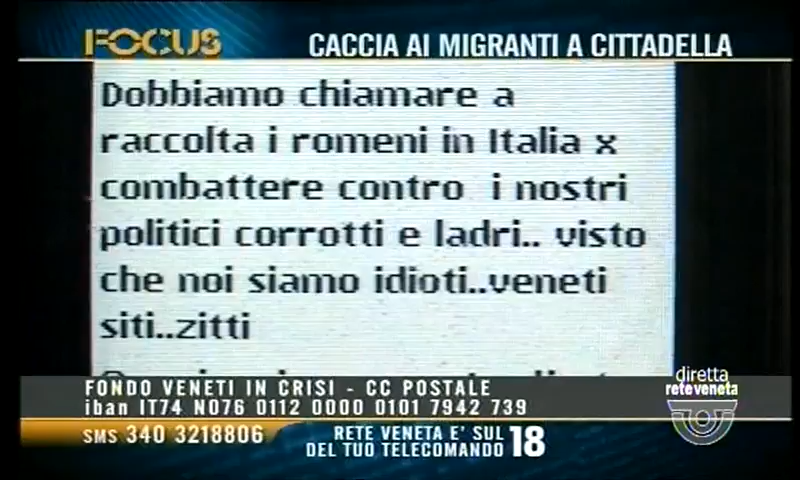 FOCUS
CACCIA AI MIGRANTI A CITTADELLA
Dobbiamo chiamare a
raccolta i romeni in Italia x
combattere contro i nostri
politici corrotti e ladri.. visto
che noi siamo idioti..veneti
siti..zitti
FONDO VENETI IN CRISI - CC POSTALE
iban IT74 N076 0112 0000 0101 7942 739
diretta
reteveneta
SMS 340 3218806
RETE VENETA E' SUL
DEL TUO TELECOMANDO 18